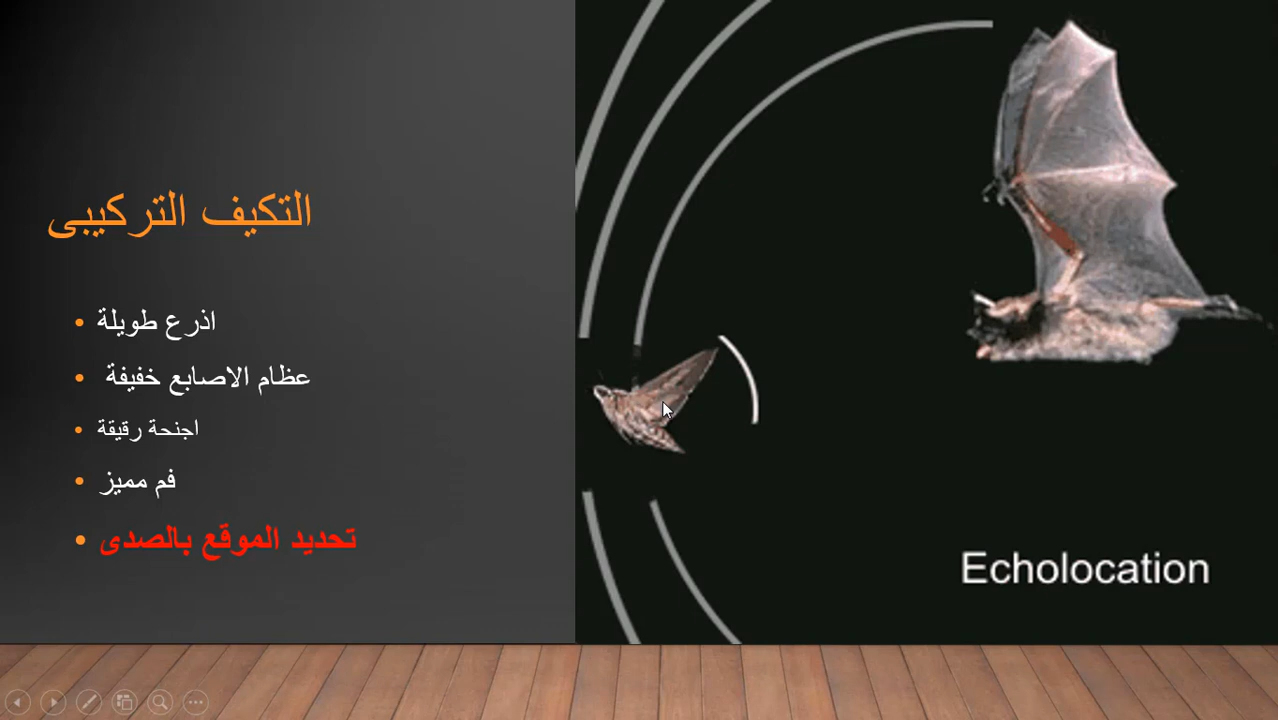 التكيف التركيبى
اذرع طويلة
عظام الاصابع خفيفة
اجنحة رقيقة
فم مميز
تحديد الموقع بالصدى
Echolocation